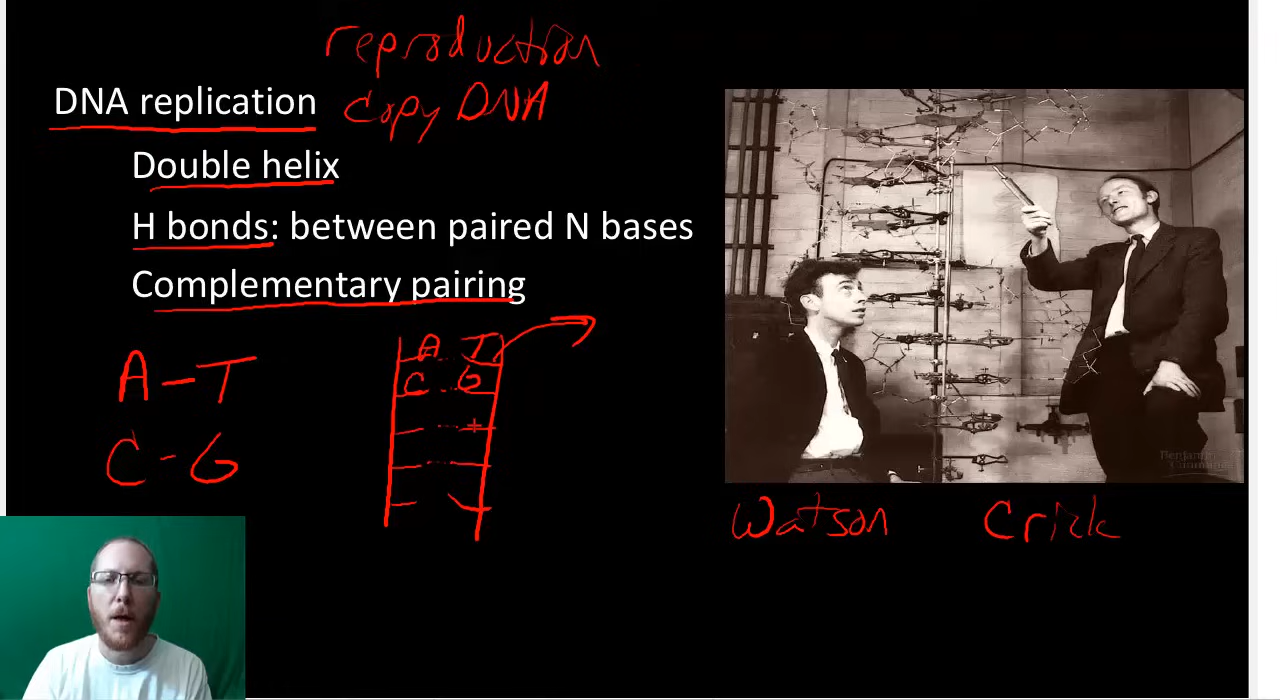 reproduction
DNA replication copy DNA
Double helix
H bonds: between paired N bases
Complementary pairing
A T
C G
A - T
C - G
Watson Crick